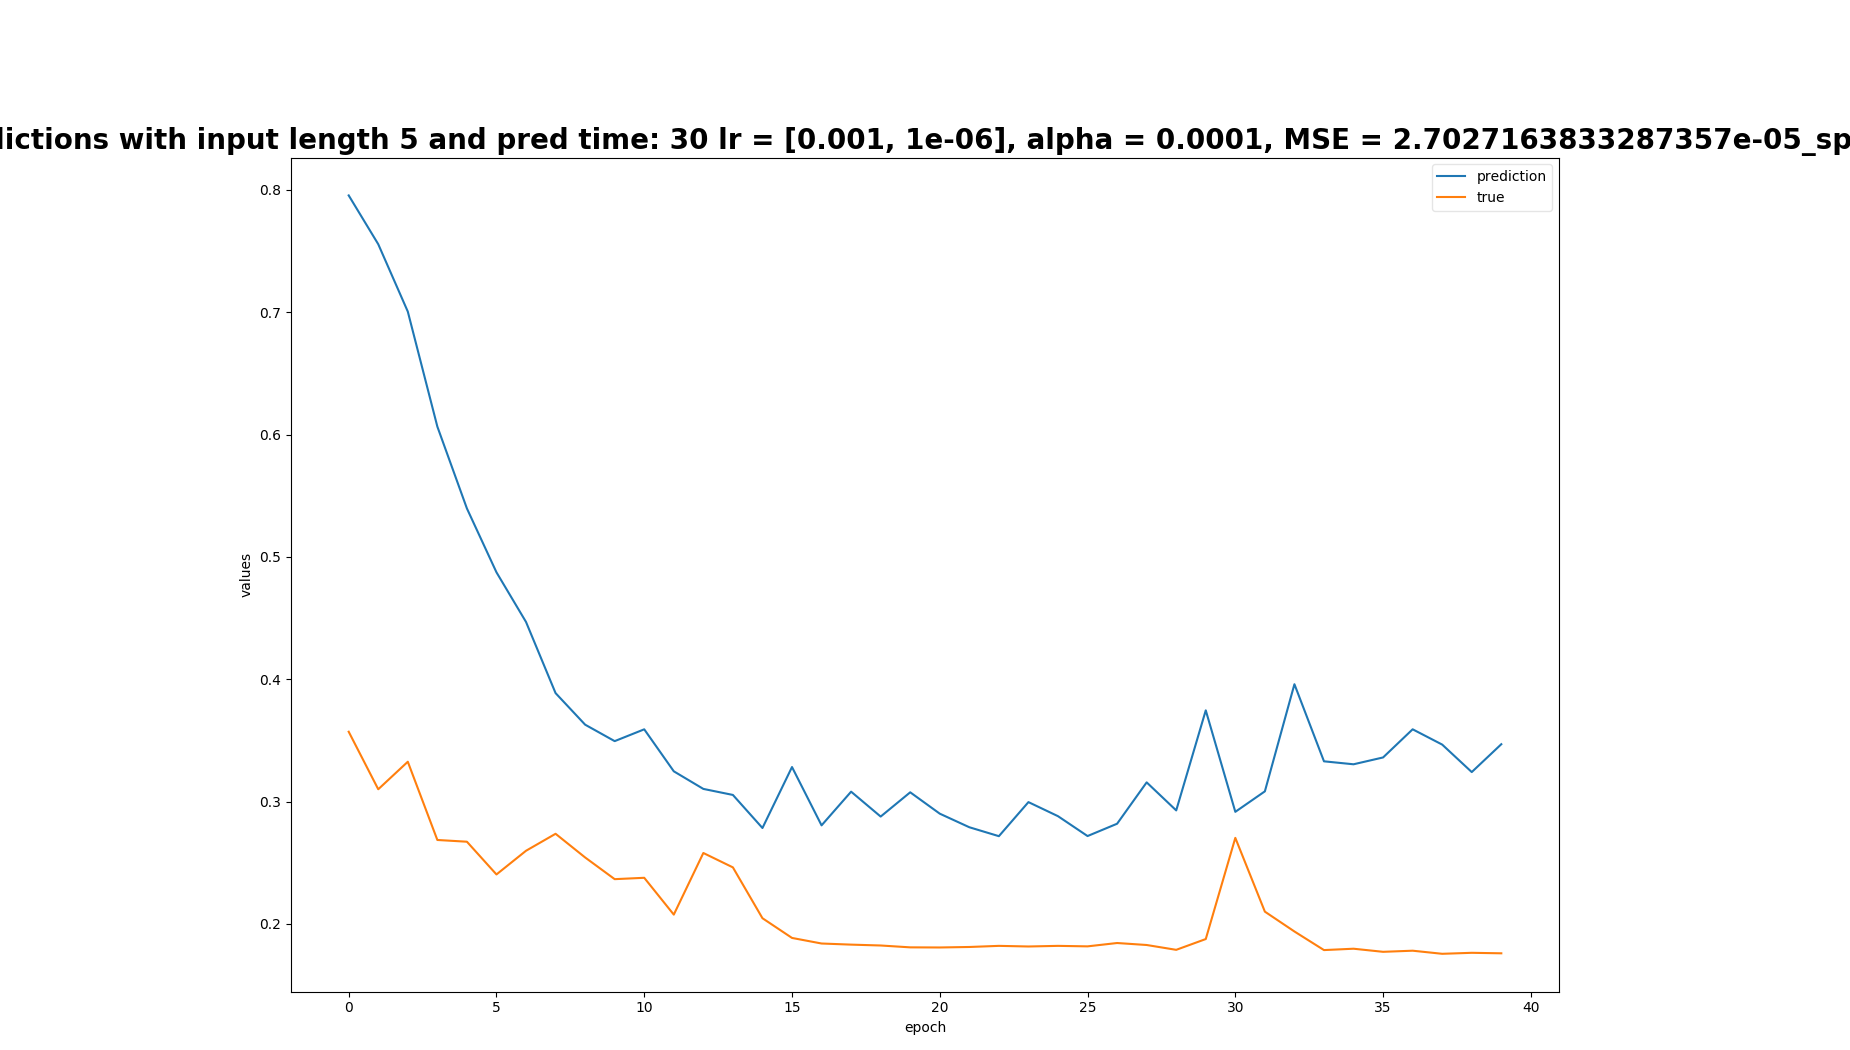 dictions with input length 5 and pred time: 30 lr = [0.001, 1e-06], alpha = 0.0001, MSE = 2.7027163833287357e-05_sp
prediction
true
0.8
0.7
0.6
0.5
0.4
0.3
0.2
values
0 5 10 15 20 25 30 35 40
epoch